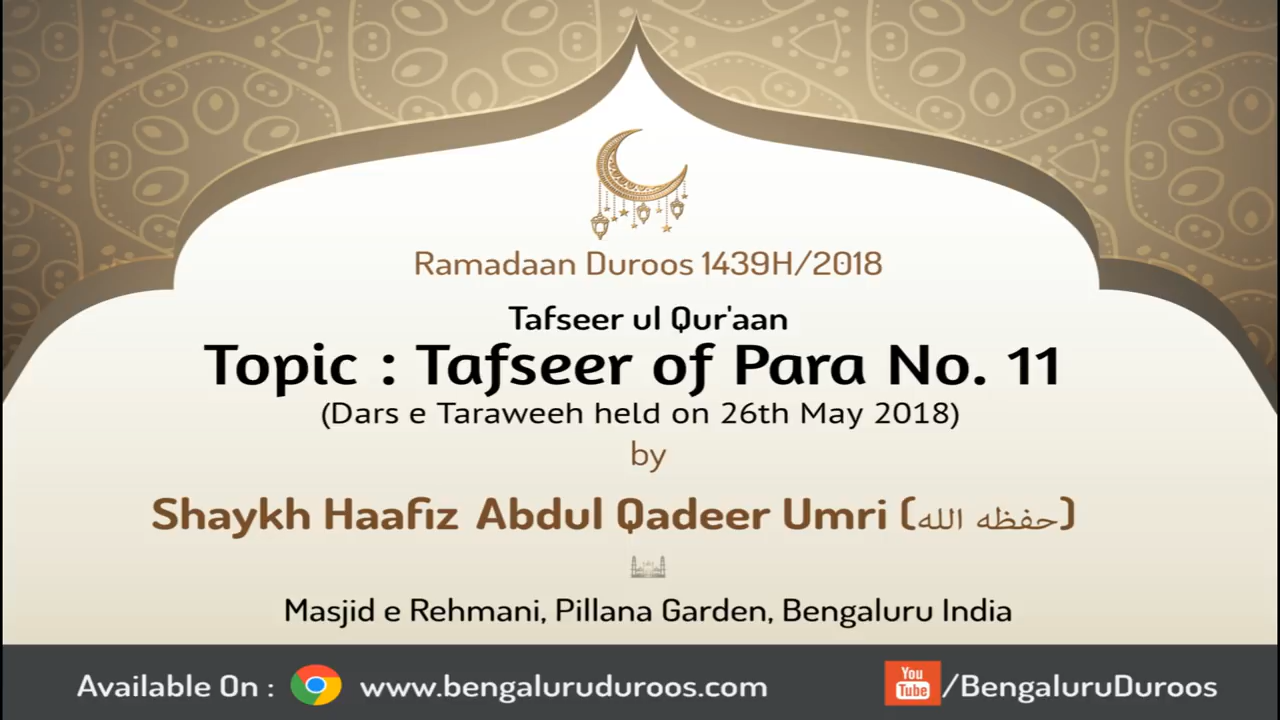 Ramadaan Duroos 1439H/2018
Tafseer ul Qur'aan
Topic : Tafseer of Para No. 11
(Dars e Taraweeh held on 26th May 2018)
by
Shaykh Haafiz Abdul Qadeer Umri (حفظه الله)
Masjid e Rehmani, Pillana Garden, Bengaluru India
Available On : www.bengaluruduroos.com You Tube /BengaluruDuroos